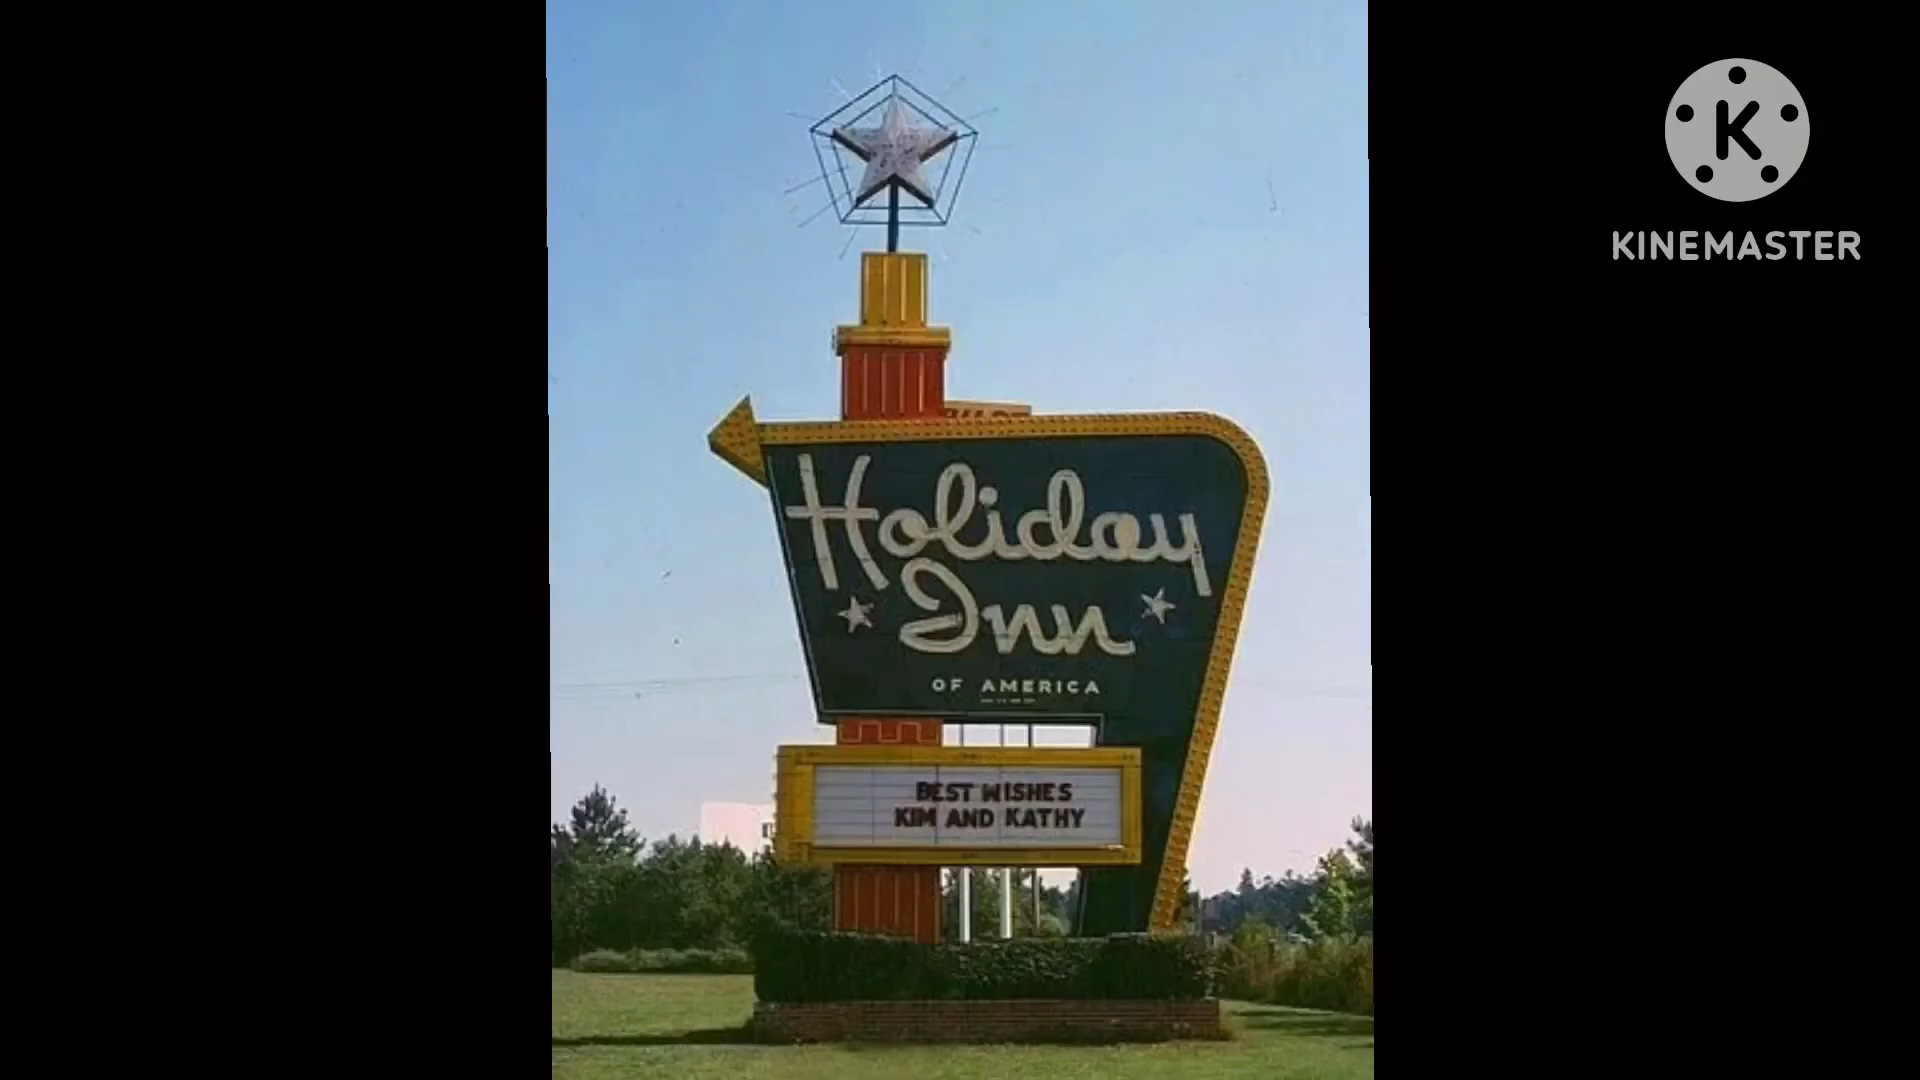 K
KINEMASTER
Holiday
Inn
OF AMERICA
BEST WISHES
KIM AND KATHY